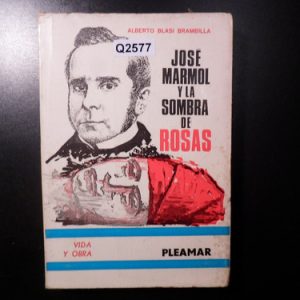 ALBERTO BLASI BRAMBILLA
Q2577
JOSE
MARMOL
Y LA
SOMBRA
DE
ROSAS
VIDA
Y OBRA
PLEAMAR